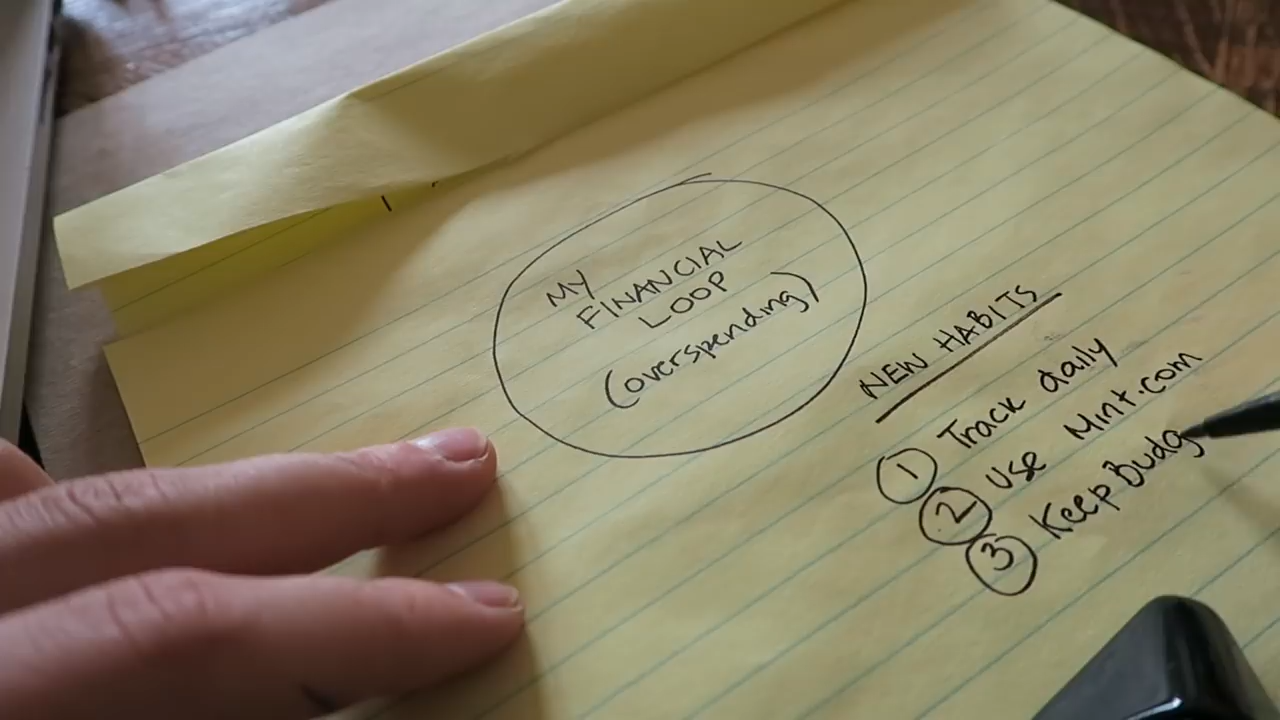 MY
FINANCIAL
LOOP
(overspending)
NEW HABITS
1 Track daily
2 Use Mint.com
3 Keep Budg